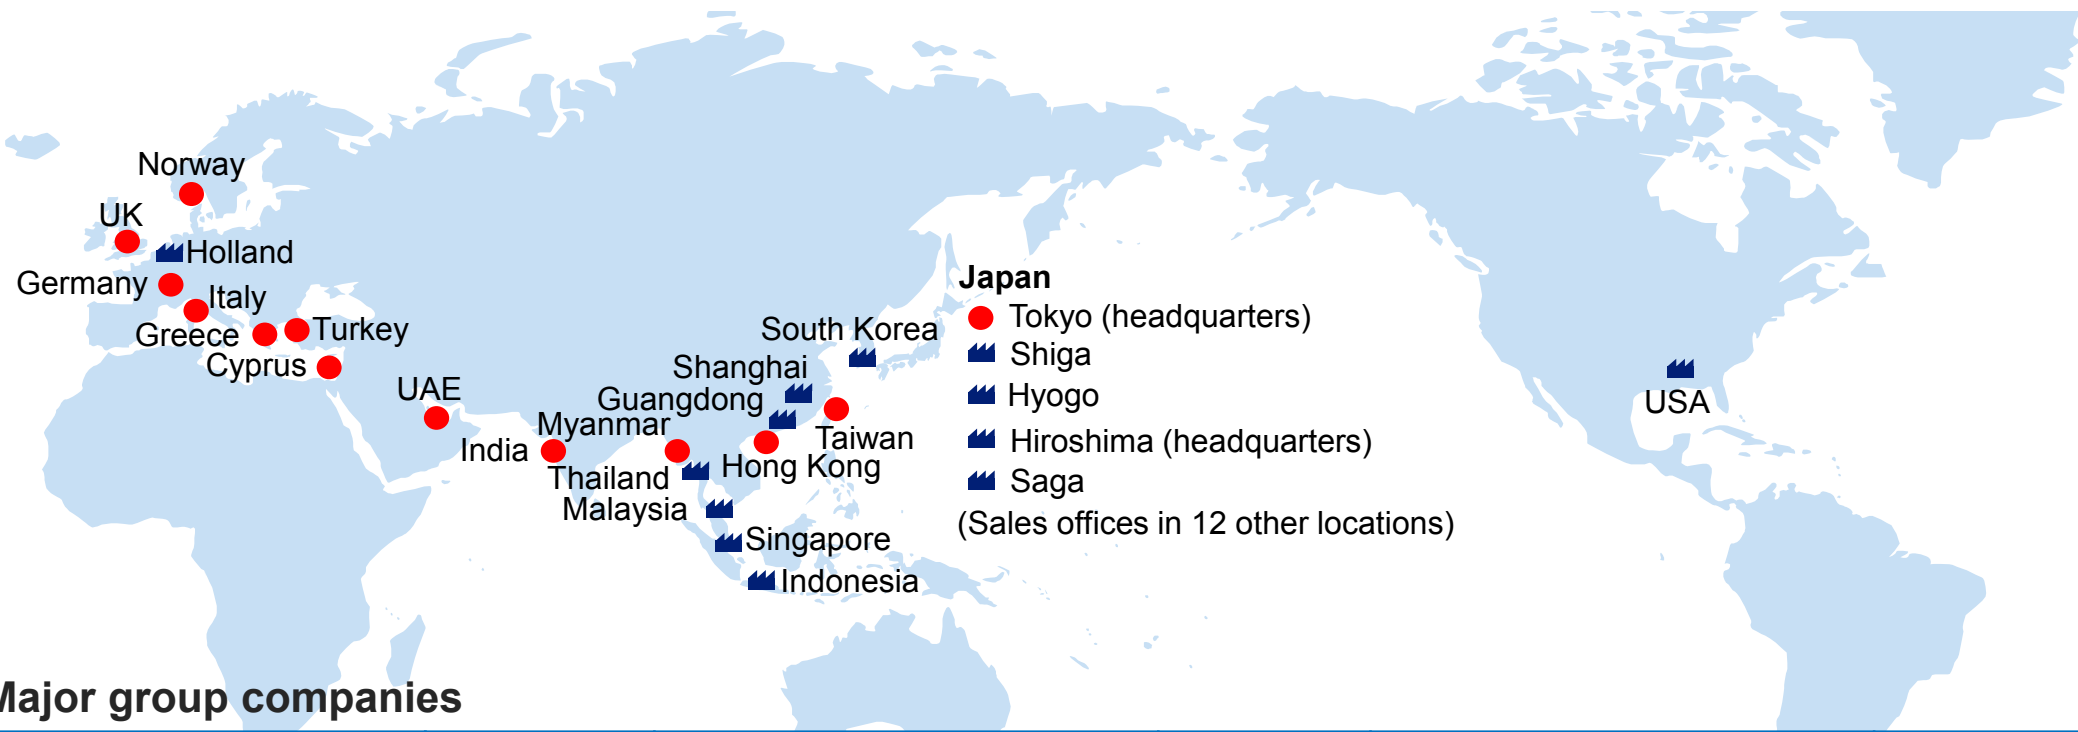 Norway
UK
Holland
Germany
Italy
Greece
Turkey
Cyprus
UAE
India
Myanmar
Thailand
Malaysia
Singapore
Indonesia
South Korea
Shanghai
Guangdong
Taiwan
Hong Kong
Japan
Tokyo (headquarters)
Shiga
Hyogo
Hiroshima (headquarters)
Saga
(Sales offices in 12 other locations)
USA
Major group companies